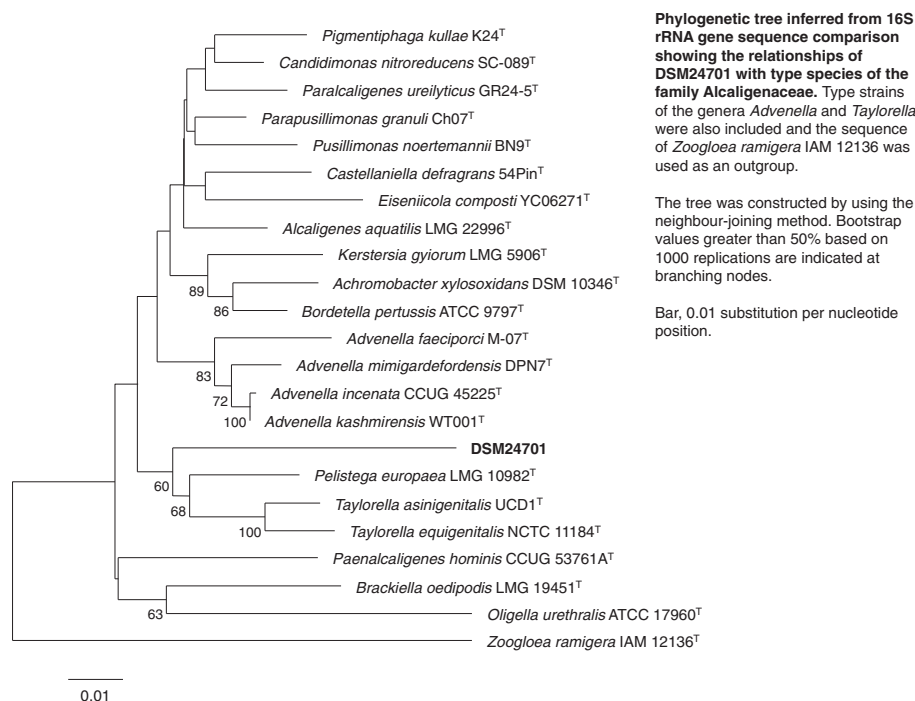 Pigmentiphaga kullae K24ᵀ
Candidimonas nitroreducens SC-089ᵀ
Paralcaligenes ureilyticus GR24-5ᵀ
Parapusillimonas granuli Ch07ᵀ
Pusillimonas noertemannii BN9ᵀ
Castellaniella defragrans 54Pinᵀ
Eiseniicola composti YC06271ᵀ
Alcaligenes aquatilis LMG 22996ᵀ
Kerstersia gyiorum LMG 5906ᵀ
89
Achromobacter xylosoxidans DSM 10346ᵀ
86
Bordetella pertussis ATCC 9797ᵀ
Advenella faeciporci M-07ᵀ
83
Advenella mimigardefordensis DPN7ᵀ
72
Advenella incenata CCUG 45225ᵀ
100
Advenella kashmirensis WT001ᵀ
DSM24701
60
Pelistega europaea LMG 10982ᵀ
68
Taylorella asinigenitalis UCD1ᵀ
100
Taylorella equigenitalis NCTC 11184ᵀ
Paenalcaligenes hominis CCUG 53761Aᵀ
Brackiella oedipodis LMG 19451ᵀ
63
Oligella urethralis ATCC 17960ᵀ
Zoogloea ramigera IAM 12136ᵀ
0.01
Phylogenetic tree inferred from 16S
rRNA gene sequence comparison
showing the relationships of
DSM24701 with type species of the
family Alcaligenaceae. Type strains
of the genera Advenella and Taylorella
were also included and the sequence
of Zoogloea ramigera IAM 12136 was
used as an outgroup.
The tree was constructed by using the
neighbour-joining method. Bootstrap
values greater than 50% based on
1000 replications are indicated at
branching nodes.
Bar, 0.01 substitution per nucleotide
position.